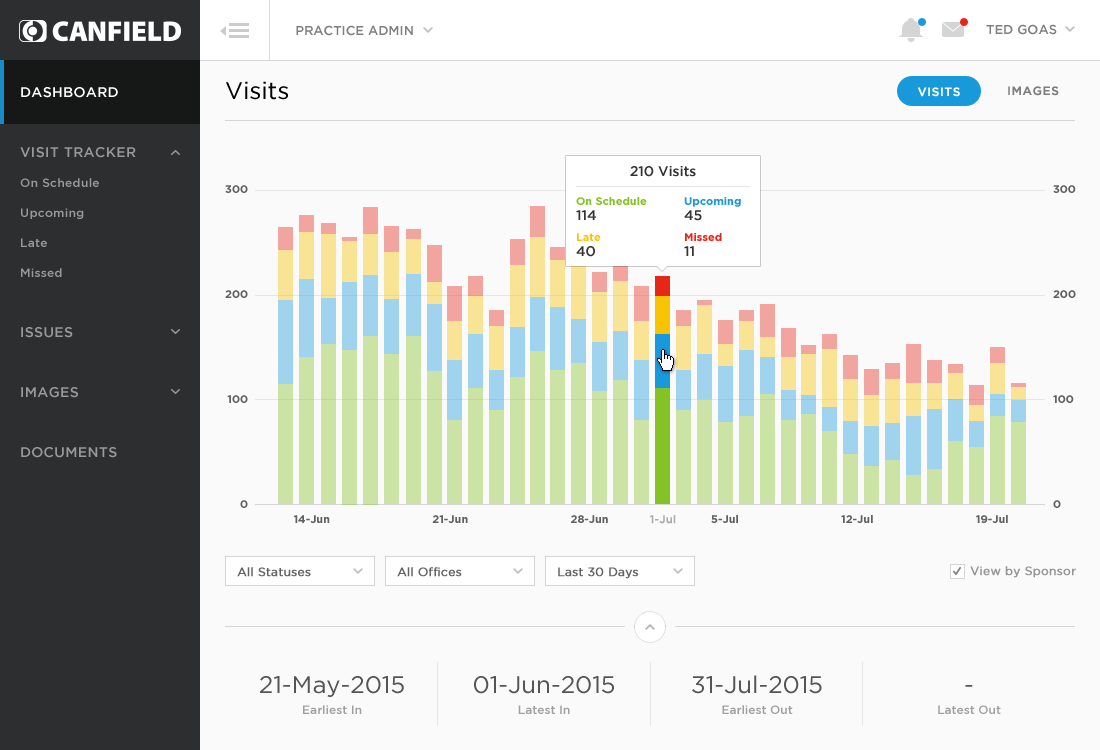 CANFIELD
PRACTICE ADMIN
TED GOAS
DASHBOARD
VISIT TRACKER
On Schedule
Upcoming
Late
Missed
ISSUES
IMAGES
DOCUMENTS
Visits
VISITS
IMAGES
210 Visits
On Schedule Upcoming
114 45
Late Missed
40 11
300 300
200 200
100 100
0 0
14-Jun 21-Jun 28-Jun 1-Jul 5-Jul 12-Jul 19-Jul
All Statuses All Offices Last 30 Days View by Sponsor
21-May-2015 01-Jun-2015 31-Jul-2015 -
Earliest In Latest In Earliest Out Latest Out